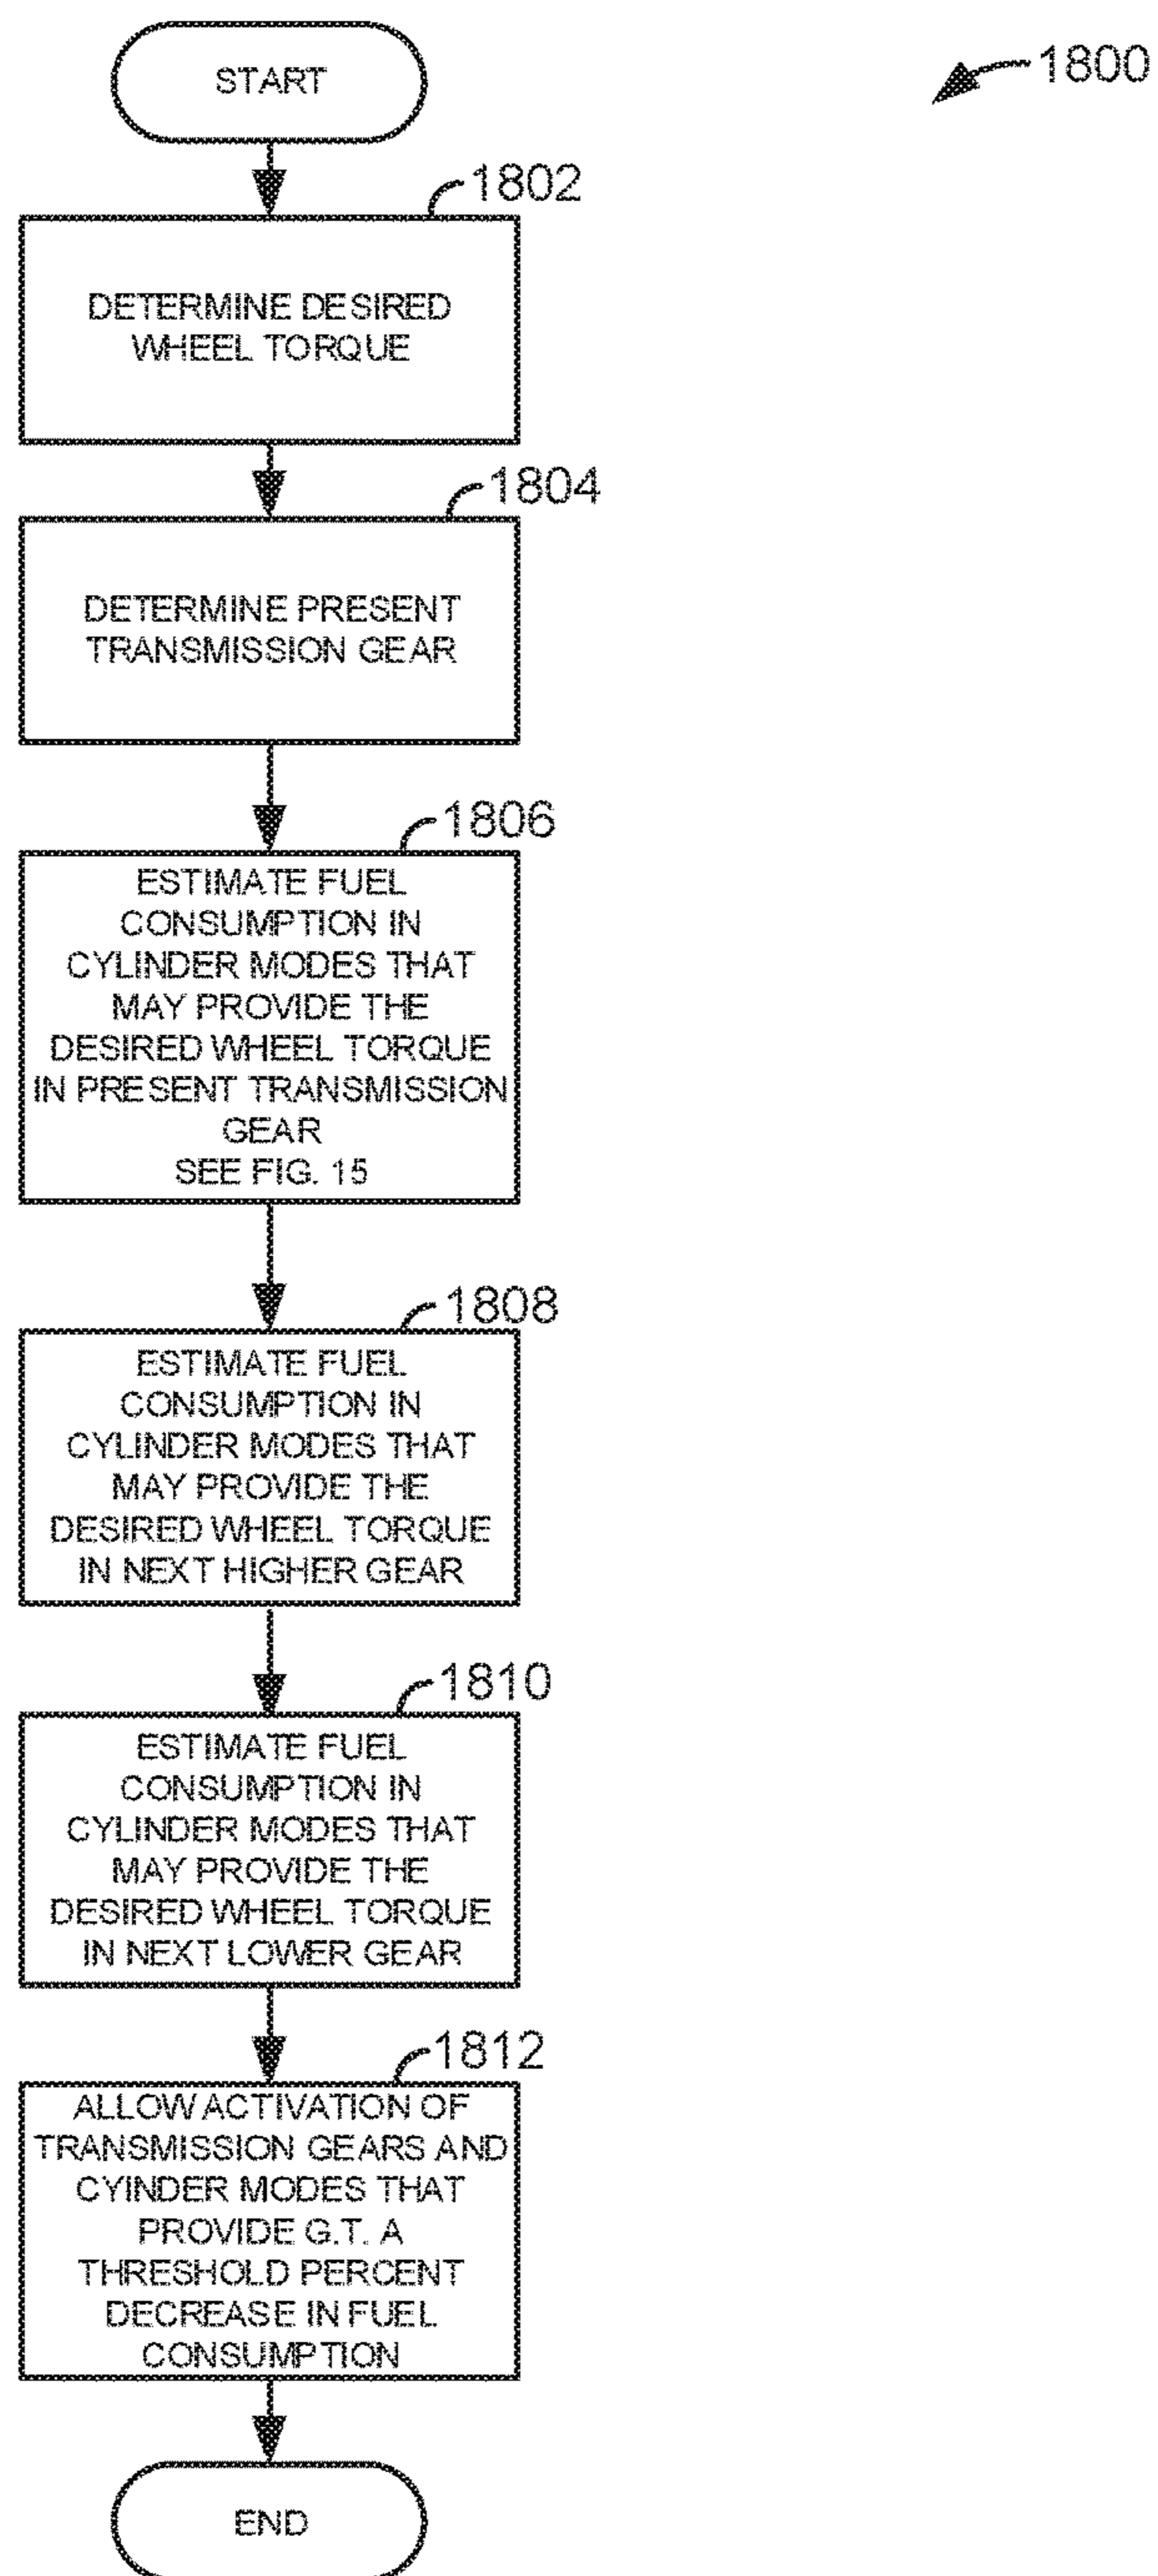 START
1800
1802
DETERMINE DESIRED
WHEEL TORQUE
1804
DETERMINE PRESENT
TRANSMISSION GEAR
1806
ESTIMATE FUEL
CONSUMPTION IN
CYLINDER MODES THAT
MAY PROVIDE THE
DESIRED WHEEL TORQUE
IN PRESENT TRANSMISSION
GEAR
SEE FIG. 15
1808
ESTIMATE FUEL
CONSUMPTION IN
CYLINDER MODES THAT
MAY PROVIDE THE
DESIRED WHEEL TORQUE
IN NEXT HIGHER GEAR
1810
ESTIMATE FUEL
CONSUMPTION IN
CYLINDER MODES THAT
MAY PROVIDE THE
DESIRED WHEEL TORQUE
IN NEXT LOWER GEAR
1812
ALLOW ACTIVATION OF
TRANSMISSION GEARS AND
CYINDER MODES THAT
PROVIDE G.T. A
THRESHOLD PERCENT
DECREASE IN FUEL
CONSUMPTION
END